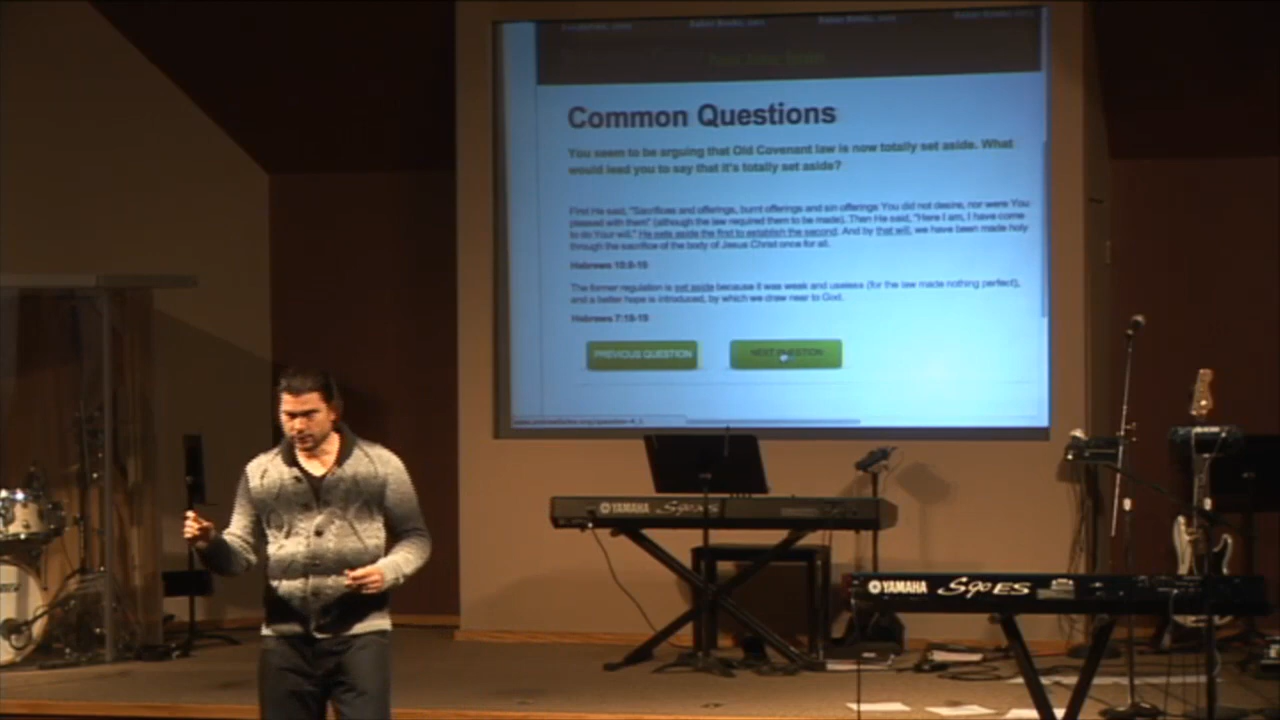 Common Questions
You seem to be arguing that Old Covenant law is now totally set aside. What
would lead you to say that it's totally set aside?
First He said, "Sacrifices and offerings, burnt offerings and sin offerings You did not desire, nor were You
pleased with them" (although the law required them to be made). Then He said, "Here I am, I have come
to do Your will." He sets aside the first to establish the second. And by that will, we have been made holy
through the sacrifice of the body of Jesus Christ once for all.
Hebrews 10:8-10
The former regulation is set aside because it was weak and useless (for the law made nothing perfect),
and a better hope is introduced, by which we draw near to God.
Hebrews 7:18-19
PREVIOUS QUESTION
NEXT QUESTION
YAMAHA S90ES
YAMAHA S90 ES